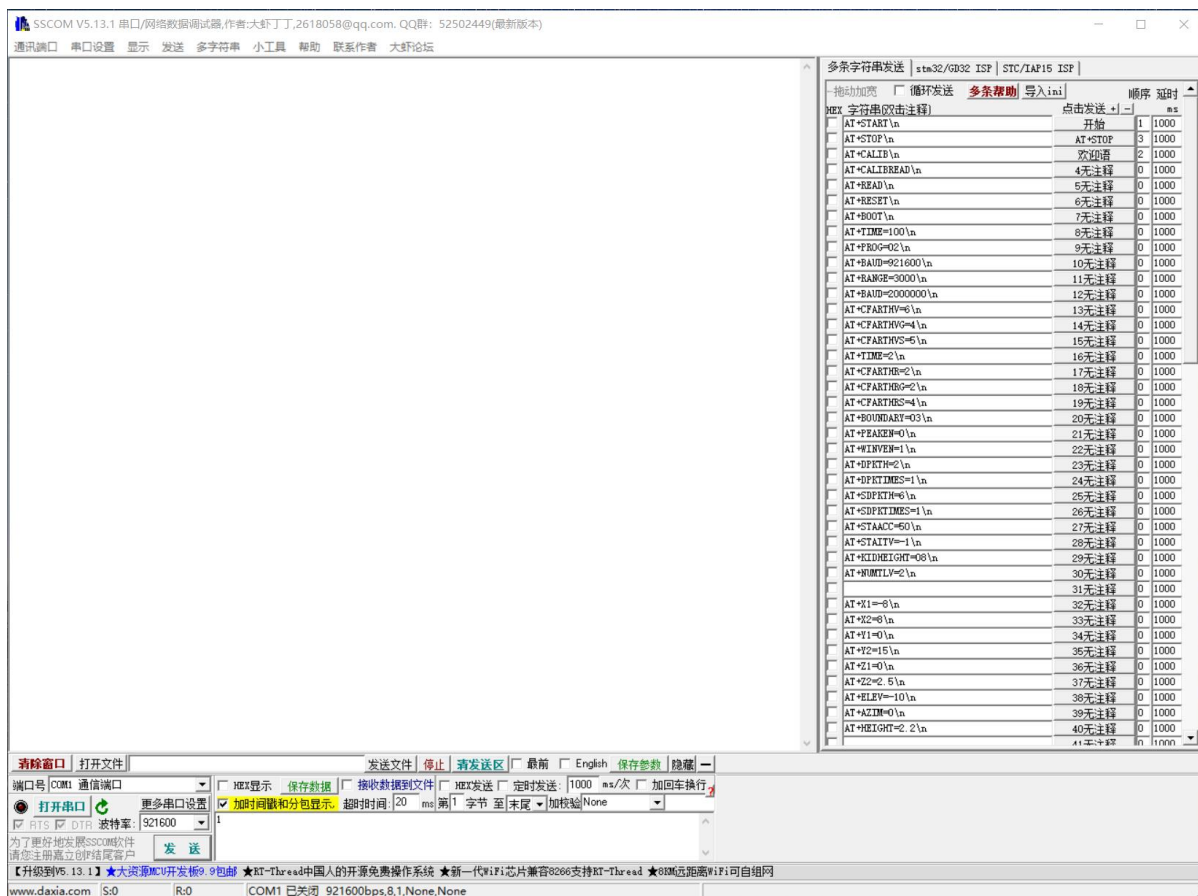 SSCOM V5.13.1 串口/网络数据调试器,作者:大虾丁丁,2618058@qq.com. QQ群: 52502449(最新版本)
通讯端口 串口设置 显示 发送 多字符串 小工具 帮助 联系作者 大虾论坛
多条字符串发送 stm32/GD32 ISP STC/IAP15 ISP
拖动加宽 循环发送 多条帮助 导入ini 顺序 延时
HEX 字符串(双击注释) 点击发送 + - ms
AT+START\n 开始 1 1000
AT+STOP\n AT+STOP 3 1000
AT+CALIB\n 欢迎语 2 1000
AT+CALIBREAD\n 4无注释 0 1000
AT+READ\n 5无注释 0 1000
AT+RESET\n 6无注释 0 1000
AT+BOOT\n 7无注释 0 1000
AT+TIME=100\n 8无注释 0 1000
AT+PROG=02\n 9无注释 0 1000
AT+BAUD=921600\n 10无注释 0 1000
AT+RANGE=3000\n 11无注释 0 1000
AT+BAUD=2000000\n 12无注释 0 1000
AT+CFARTHV=6\n 13无注释 0 1000
AT+CFARTHVG=4\n 14无注释 0 1000
AT+CFARTHVS=5\n 15无注释 0 1000
AT+TIME=2\n 16无注释 0 1000
AT+CFARTHR=2\n 17无注释 0 1000
AT+CFARTHRG=2\n 18无注释 0 1000
AT+CFARTHRS=4\n 19无注释 0 1000
AT+BOUNDARY=03\n 20无注释 0 1000
AT+PEAKEN=0\n 21无注释 0 1000
AT+WINVEN=1\n 22无注释 0 1000
AT+DPKTH=2\n 23无注释 0 1000
AT+DPKTIMES=1\n 24无注释 0 1000
AT+SDPKTH=6\n 25无注释 0 1000
AT+SDPKTIMES=1\n 26无注释 0 1000
AT+STAACC=50\n 27无注释 0 1000
AT+STAITV=-1\n 28无注释 0 1000
AT+KIDHEIGHT=08\n 29无注释 0 1000
AT+NUMTLV=2\n 30无注释 0 1000
31无注释 0 1000
AT+X1=-8\n 32无注释 0 1000
AT+X2=8\n 33无注释 0 1000
AT+Y1=0\n 34无注释 0 1000
AT+Y2=15\n 35无注释 0 1000
AT+Z1=0\n 36无注释 0 1000
AT+Z2=2.5\n 37无注释 0 1000
AT+ELEV=-10\n 38无注释 0 1000
AT+AZIM=0\n 39无注释 0 1000
AT+HEIGHT=2.2\n 40无注释 0 1000
41无注释 0 1000
清除窗口 打开文件 发送文件 停止 清发送区 最前 English 保存参数 隐藏 —
端口号 COM1 通信端口 HEX显示 保存数据 接收数据到文件 HEX发送 定时发送: 1000 ms/次 加回车换行
打开串口 更多串口设置 加时间戳和分包显示, 超时时间: 20 ms 第1 字节 至 末尾 加校验None
RTS DTR 波特率: 921600 1
为了更好地发展SSCOM软件
请您注册嘉立创F结尾客户 发 送
【升级到V5.13.1】★大资源MCU开发板9.9包邮 ★RT-Thread中国人的开源免费操作系统 ★新一代WiFi芯片兼容8266支持RT-Thread ★8KM远距离WiFi可自组网
www.daxia.com S:0 R:0 COM1 已关闭 921600bps,8,1,None,None